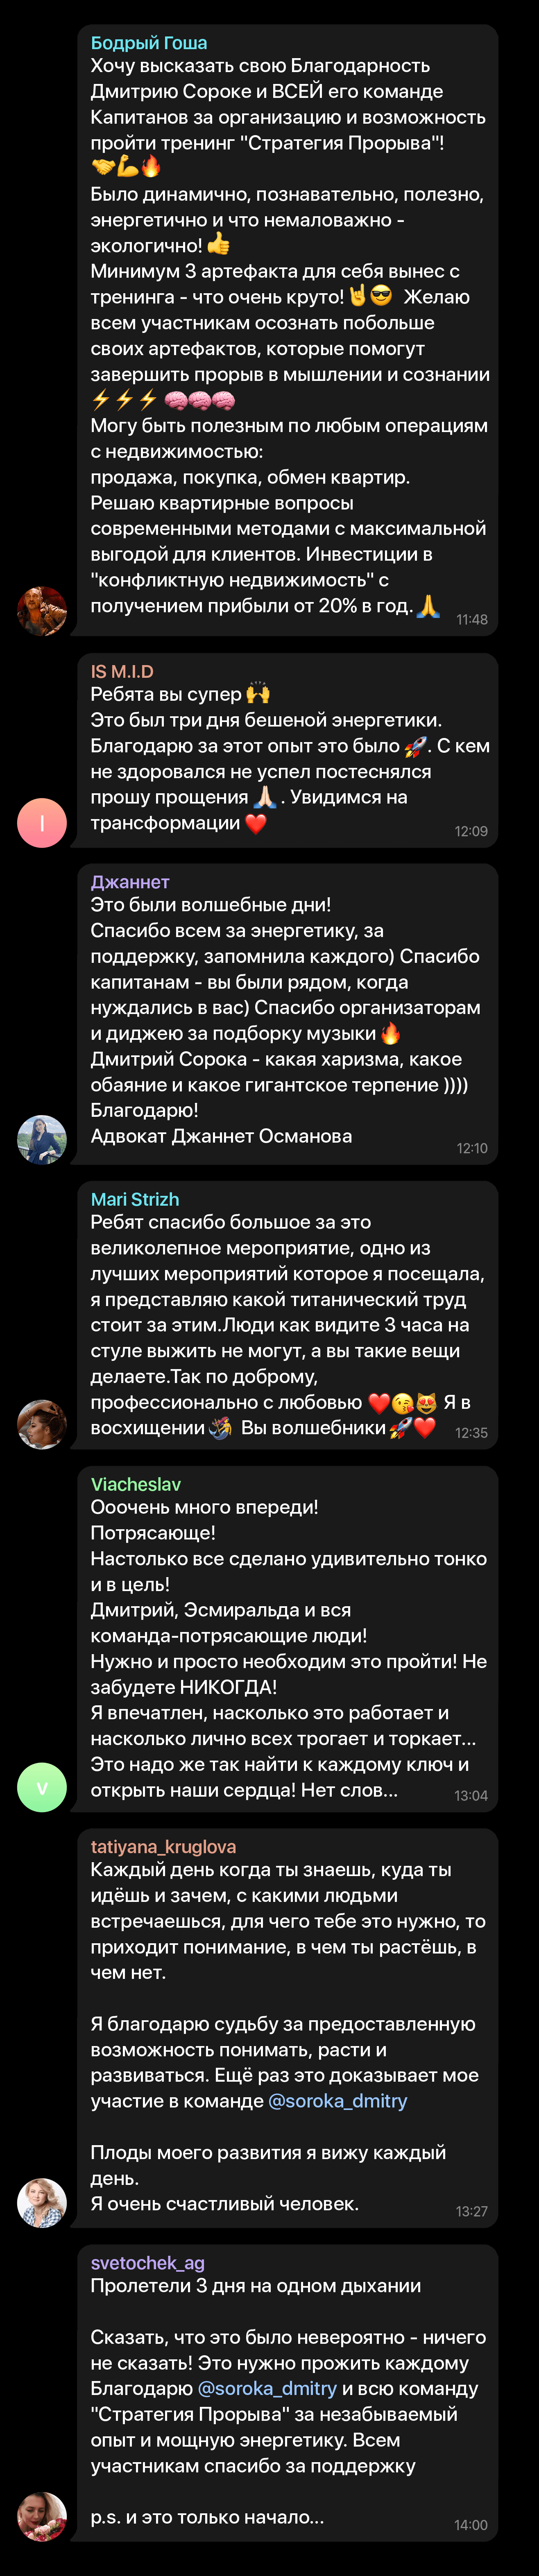 Бодрый Гоша
Хочу высказать свою Благодарность
Дмитрию Сороке и ВСЕЙ его команде
Капитанов за организацию и возможность
пройти тренинг "Стратегия Прорыва"!
🤝💪🔥
Было динамично, познавательно, полезно,
энергетично и что немаловажно -
экологично! 👍
Минимум 3 артефакта для себя вынес с
тренинга - что очень круто! 🤘😎 Желаю
всем участникам осознать побольше
своих артефактов, которые помогут
завершить прорыв в мышлении и сознании
⚡⚡⚡ 🧠🧠🧠
Могу быть полезным по любым операциям
с недвижимостью:
продажа, покупка, обмен квартир.
Решаю квартирные вопросы
современными методами с максимальной
выгодой для клиентов. Инвестиции в
"конфликтную недвижимость" с
получением прибыли от 20% в год. 🙏 11:48
IS M.I.D
Ребята вы супер 🙌
Это был три дня бешеной энергетики.
Благодарю за этот опыт это было 🚀. С кем
не здоровался не успел постеснялся
прошу прощения 🙏🏻. Увидимся на
трансформации ❤️ 12:09
I
Джаннет
Это были волшебные дни!
Спасибо всем за энергетику, за
поддержку, запомнила каждого) Спасибо
капитанам - вы были рядом, когда
нуждались в вас) Спасибо организаторам
и диджею за подборку музыки 🔥
Дмитрий Сорока - какая харизма, какое
обаяние и какое гигантское терпение ))))
Благодарю!
Адвокат Джаннет Османова 12:10
Mari Strizh
Ребят спасибо большое за это
великолепное мероприятие, одно из
лучших мероприятий которое я посещала,
я представляю какой титанический труд
стоит за этим.Люди как видите 3 часа на
стуле выжить не могут, а вы такие вещи
делаете.Так по доброму,
профессионально с любовью ❤️😘😻 Я в
восхищении 🧜‍♀️ Вы волшебники 🚀❤️ 12:35
Viacheslav
Ооочень много впереди!
Потрясающе!
Настолько все сделано удивительно тонко
и в цель!
Дмитрий, Эсмиральда и вся
команда-потрясающие люди!
Нужно и просто необходим это пройти! Не
забудете НИКОГДА!
Я впечатлен, насколько это работает и
насколько лично всех трогает и торкает...
Это надо же так найти к каждому ключ и
открыть наши сердца! Нет слов... 13:04
V
tatiyana_kruglova
Каждый день когда ты знаешь, куда ты
идёшь и зачем, с какими людьми
встречаешься, для чего тебе это нужно, то
приходит понимание, в чем ты растёшь, в
чем нет.
Я благодарю судьбу за предоставленную
возможность понимать, расти и
развиваться. Ещё раз это доказывает мое
участие в команде @soroka_dmitry
Плоды моего развития я вижу каждый
день.
Я очень счастливый человек. 13:27
svetochek_ag
Пролетели 3 дня на одном дыхании
Сказать, что это было невероятно - ничего
не сказать! Это нужно прожить каждому
Благодарю @soroka_dmitry и всю команду
"Стратегия Прорыва" за незабываемый
опыт и мощную энергетику. Всем
участникам спасибо за поддержку
p.s. и это только начало... 14:00